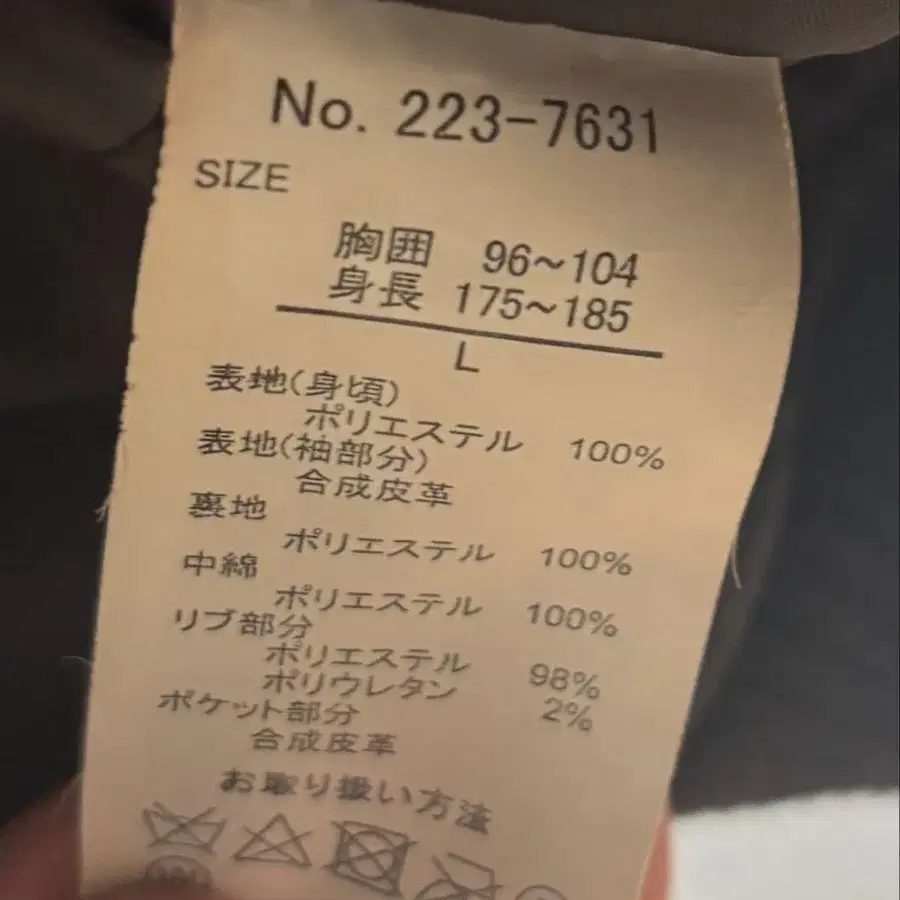 No. 223-7631
SIZE
胸囲 96~104
身長 175~185
L
表地(身頃)
ポリエステル 100%
表地(袖部分)
合成皮革
裏地
ポリエステル 100%
中綿
ポリエステル 100%
リブ部分
ポリエステル 98%
ポリウレタン 2%
ポケット部分
合成皮革
お取り扱い方法